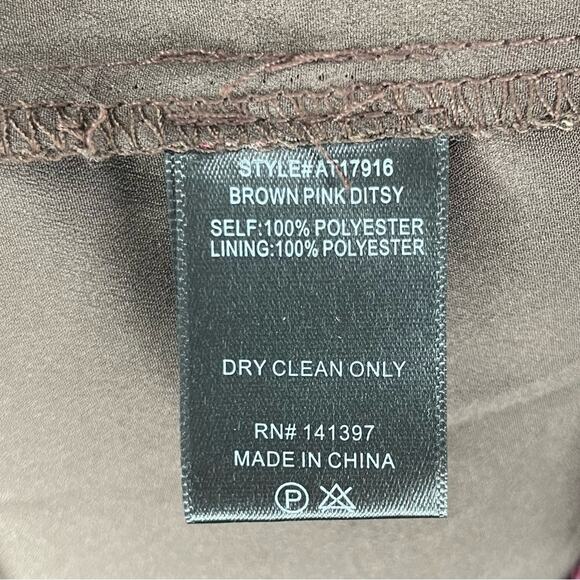 STYLE#AT17916
BROWN PINK DITSY
SELF:100% POLYESTER
LINING:100% POLYESTER
DRY CLEAN ONLY
RN# 141397
MADE IN CHINA
P